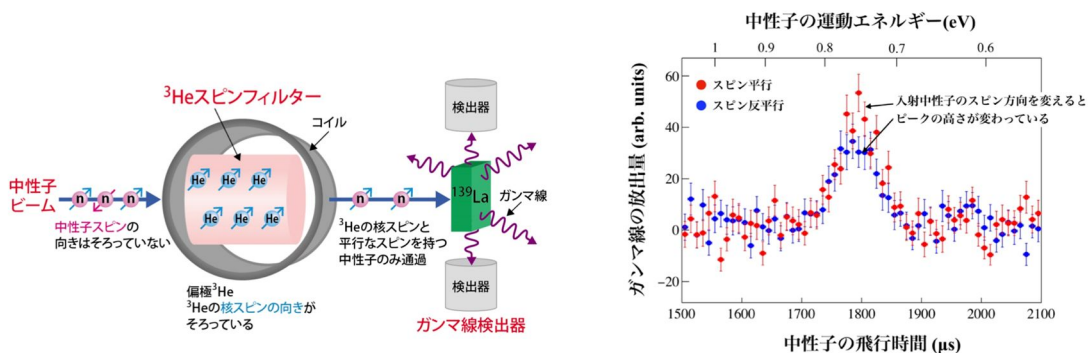 ³Heスピンフィルター
コイル
検出器
中性子
ビーム
n n n
He He He
He He He
n n
¹³⁹La
ガンマ線
中性子スピンの
向きはそろっていない
³Heの核スピンと
平行なスピンを持つ
中性子のみ通過
偏極³He
³Heの核スピンの向きが
そろっている
検出器
ガンマ線検出器
中性子の運動エネルギー(eV)
1 0.9 0.8 0.7 0.6
ガンマ線の放出量 (arb. units)
60
40
20
0
−20
スピン平行
スピン反平行
入射中性子のスピン方向を変えると
ピークの高さが変わっている
1500 1600 1700 1800 1900 2000 2100
中性子の飛行時間 (μs)